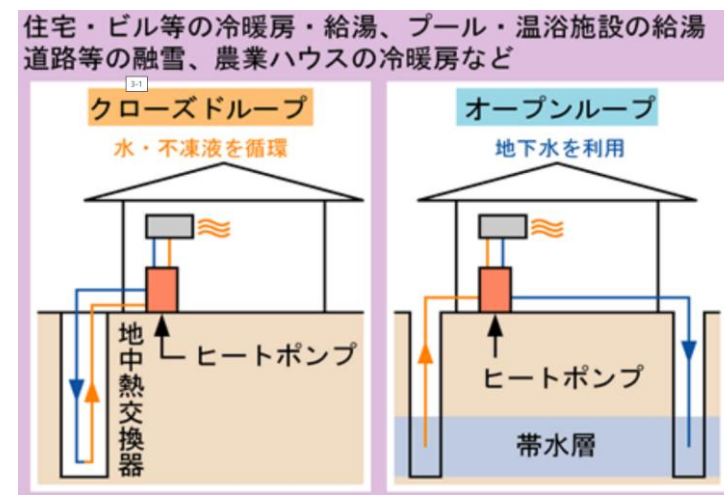 住宅・ビル等の冷暖房・給湯、プール・温浴施設の給湯
道路等の融雪、農業ハウスの冷暖房など
3-1
クローズドループ
水・不凍液を循環
地中熱交換器
ヒートポンプ
オープンループ
地下水を利用
ヒートポンプ
帯水層